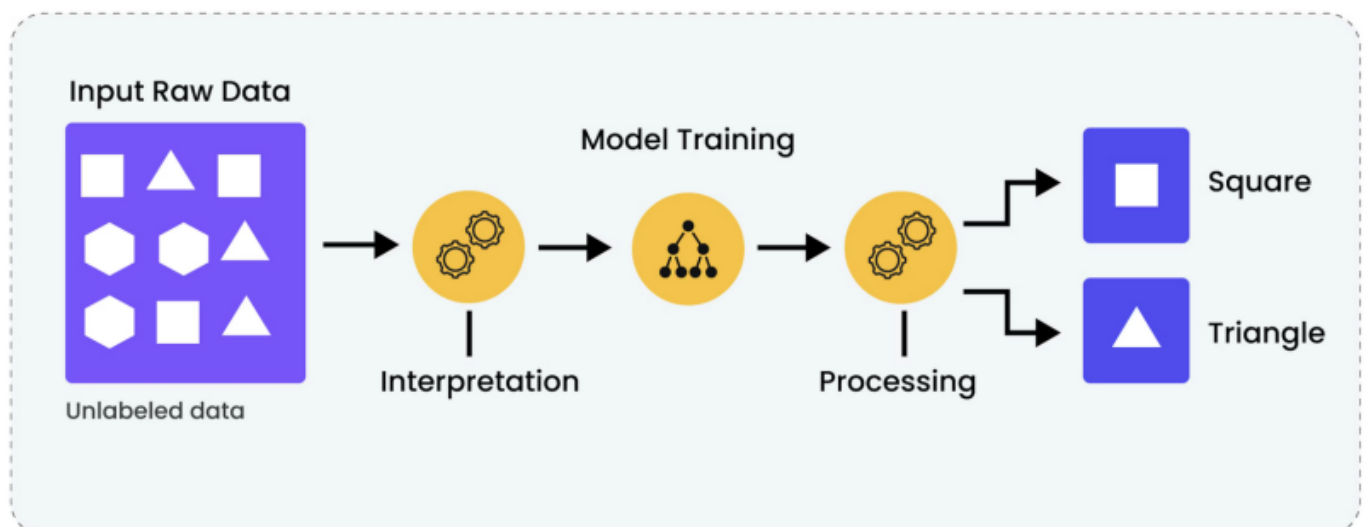 Input Raw Data
Model Training
Square
Triangle
Interpretation
Processing
Unlabeled data